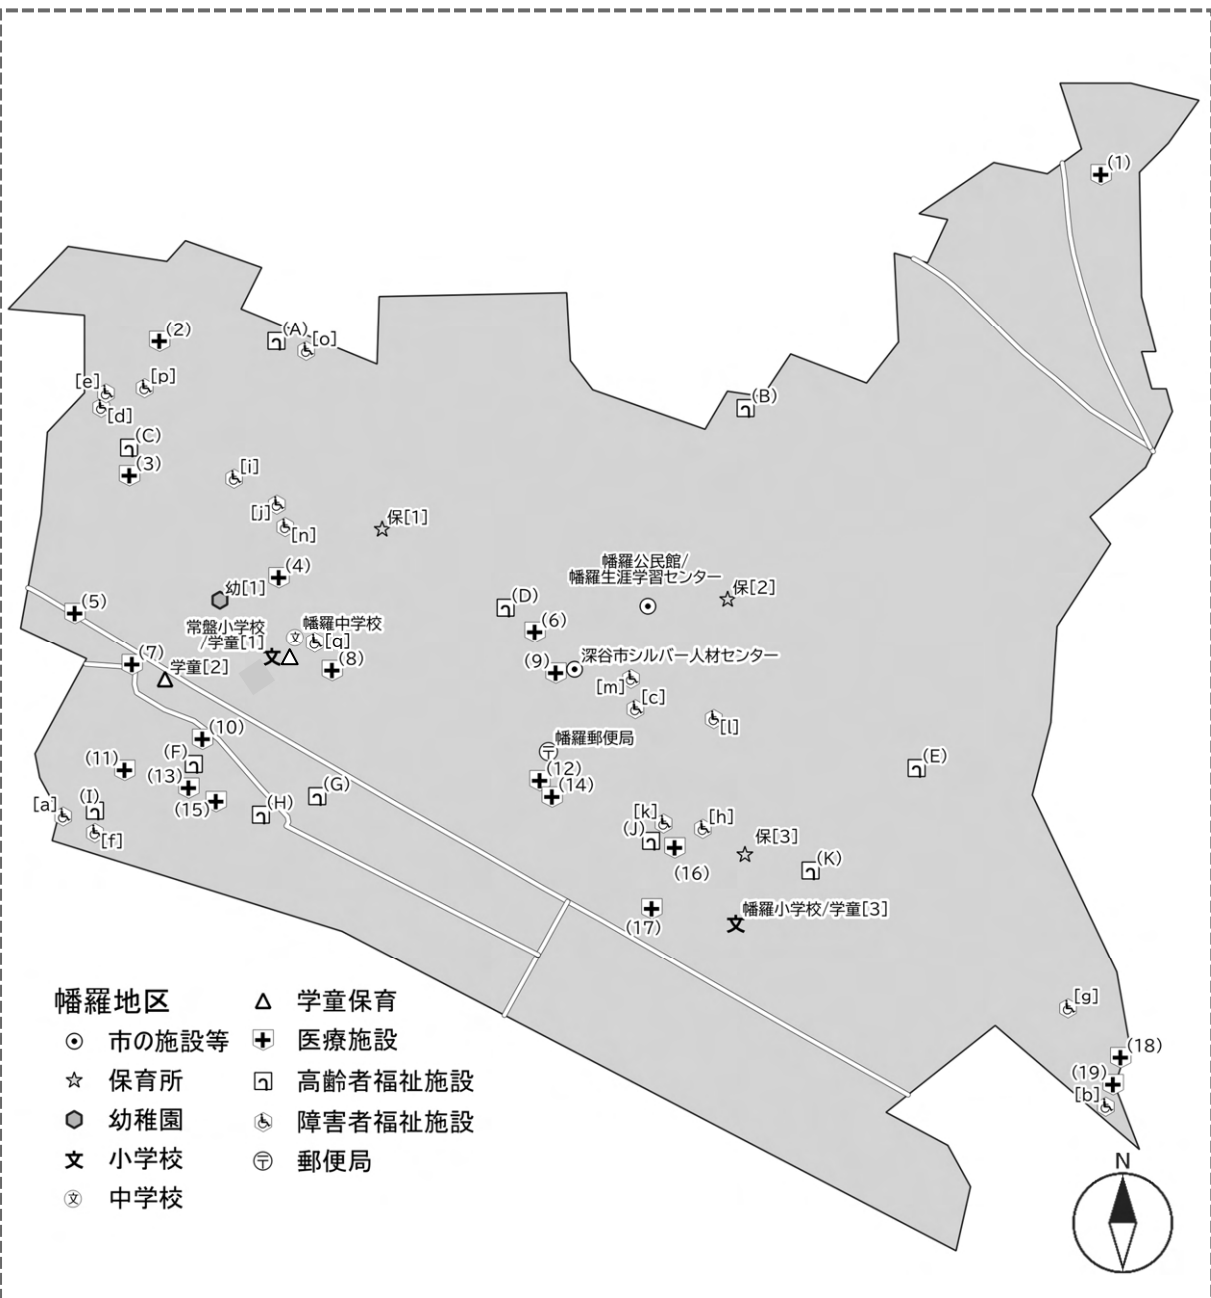 (1)
(2)
(A)
[o]
[e]
[p]
[d]
(B)
(C)
(3)
[i]
[j]
[n]
保[1]
幡羅公民館/
幡羅生涯学習センター
保[2]
(4)
幼[1]
(5)
(D)
(6)
常盤小学校
/学童[1]
幡羅中学校
文
[q]
文
(7)
学童[2]
(8)
(9)
深谷市シルバー人材センター
[m]
[c]
[l]
(10)
幡羅郵便局
〒
(11)
(F)
(13)
(12)
(E)
(14)
(G)
(15)
(H)
[a]
(I)
[f]
[k]
[h]
(J)
(16)
保[3]
(K)
(17)
幡羅小学校/学童[3]
文
[g]
(18)
(19)
[b]
幡羅地区
市の施設等
保育所
幼稚園
文 小学校
文 中学校
学童保育
医療施設
高齢者福祉施設
障害者福祉施設
〒 郵便局
N